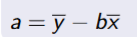 a = y̅ − bx̅